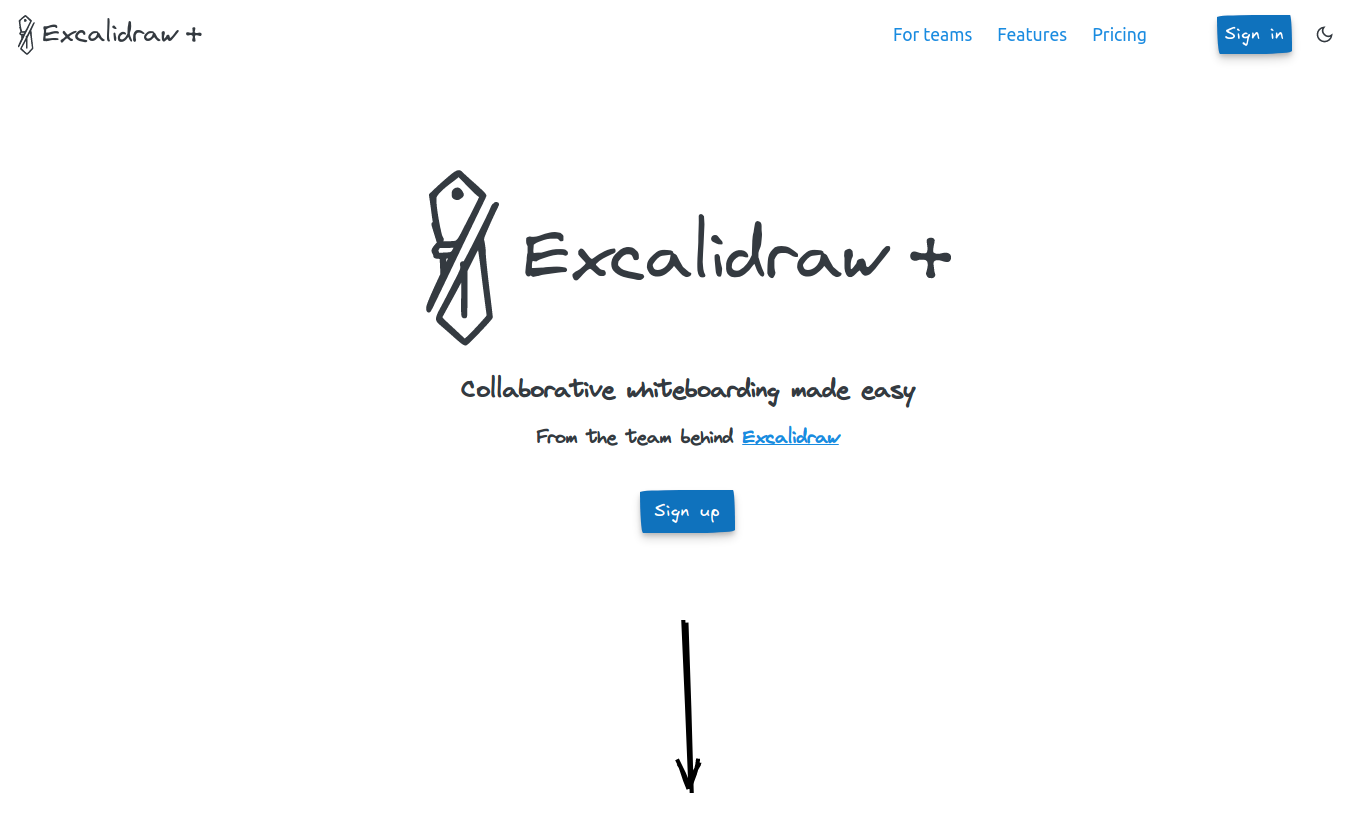 Excalidraw +
For teams Features Pricing Sign in
Excalidraw +
Collaborative whiteboarding made easy
From the team behind Excalidraw
Sign up